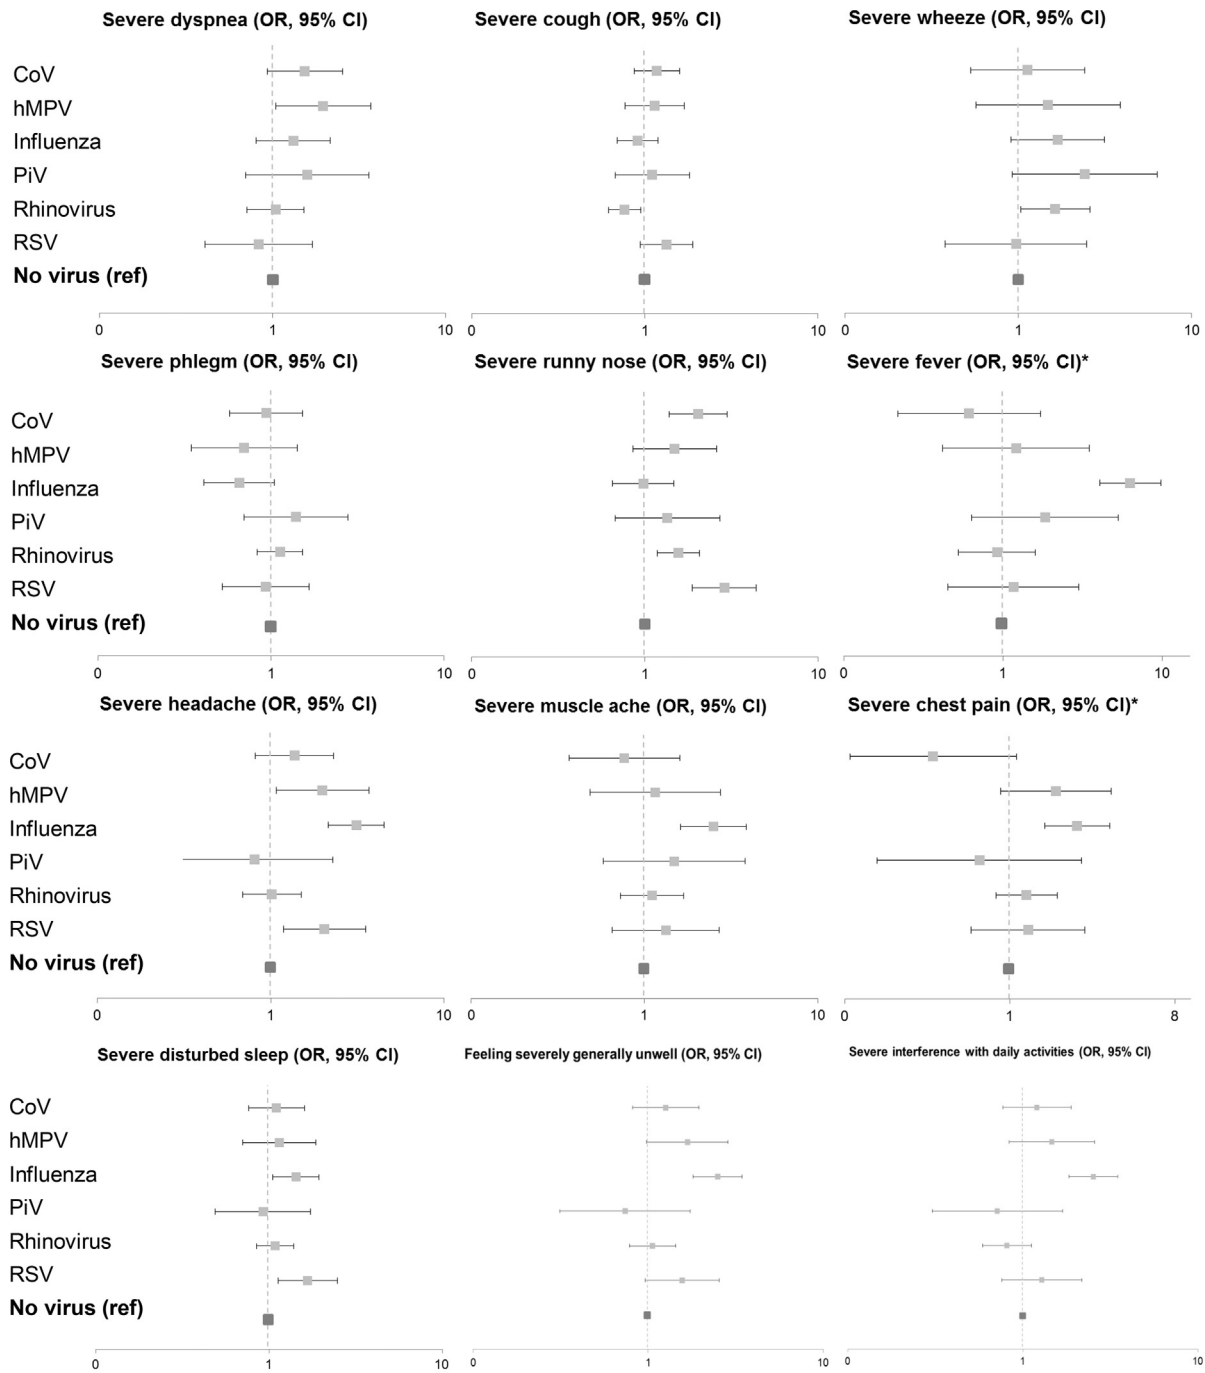 Severe dyspnea (OR, 95% CI)
Severe cough (OR, 95% CI)
Severe wheeze (OR, 95% CI)
CoV
hMPV
Influenza
PiV
Rhinovirus
RSV
No virus (ref)
0 1 10
0 1 10
0 1 10
Severe phlegm (OR, 95% CI)
Severe runny nose (OR, 95% CI)
Severe fever (OR, 95% CI)*
CoV
hMPV
Influenza
PiV
Rhinovirus
RSV
No virus (ref)
0 1 10
0 1 10
0 1 10
Severe headache (OR, 95% CI)
Severe muscle ache (OR, 95% CI)
Severe chest pain (OR, 95% CI)*
CoV
hMPV
Influenza
PiV
Rhinovirus
RSV
No virus (ref)
0 1 10
0 1 10
0 1 8
Severe disturbed sleep (OR, 95% CI)
Feeling severely generally unwell (OR, 95% CI)
Severe interference with daily activities (OR, 95% CI)
CoV
hMPV
Influenza
PiV
Rhinovirus
RSV
No virus (ref)
0 1 10
0 1 10
0 1 10